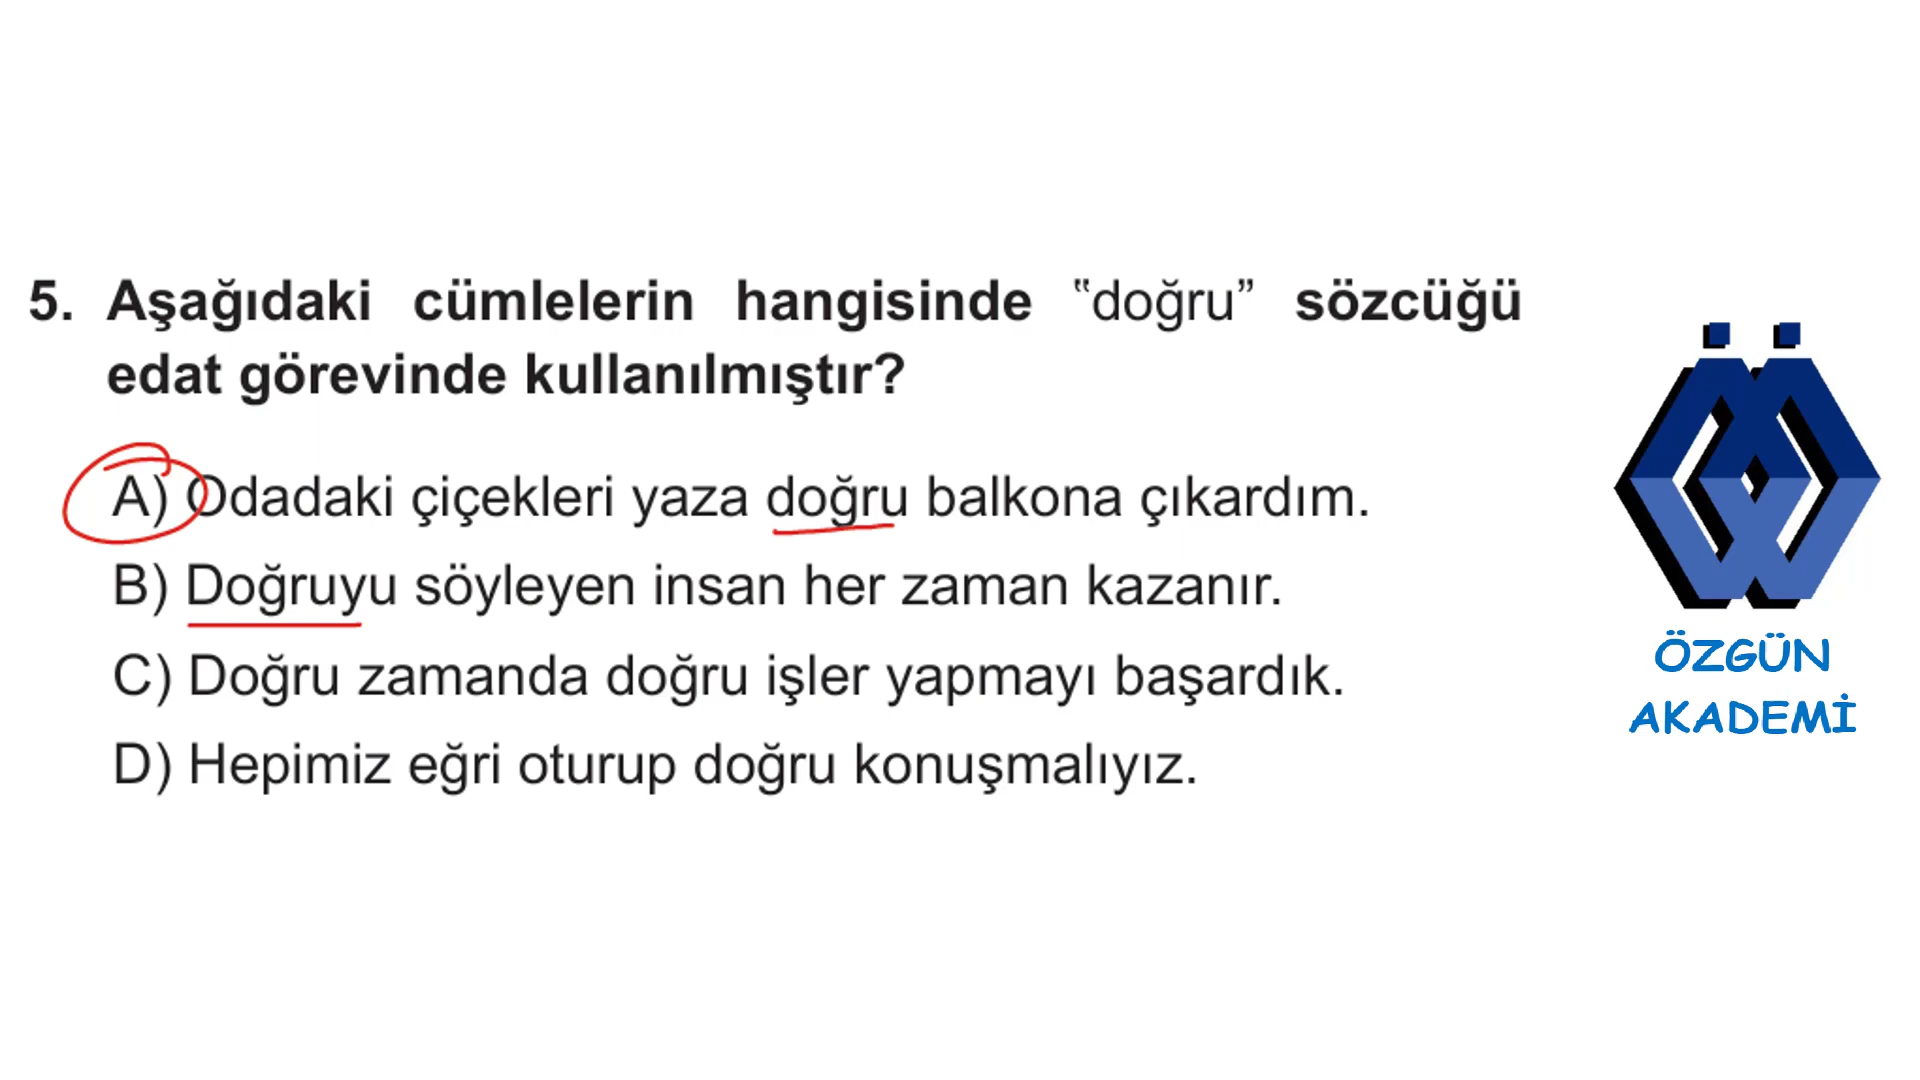 5. Aşağıdaki cümlelerin hangisinde “doğru” sözcüğü
edat görevinde kullanılmıştır?
A) Odadaki çiçekleri yaza doğru balkona çıkardım.
B) Doğruyu söyleyen insan her zaman kazanır.
C) Doğru zamanda doğru işler yapmayı başardık.
D) Hepimiz eğri oturup doğru konuşmalıyız.
ÖZGÜN
AKADEMİ